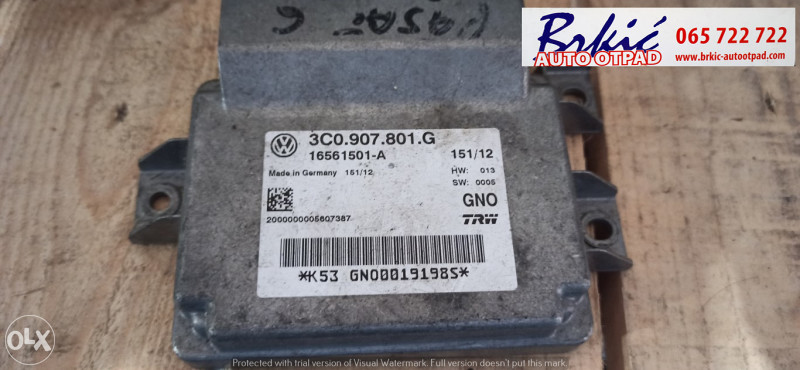 PASAT 6
Brkić
AUTO OTPAD
065 722 722
www.brkic-autootpad.com
3C0.907.801.G
16561501-A 151/12
Made in Germany 151/12 HW: 013
SW: 0005
GNO
2000000005607387
TRW
*K53 GNO0019198S*
OLX
Protected with trial version of Visual Watermark. Full version doesn't put this mark.